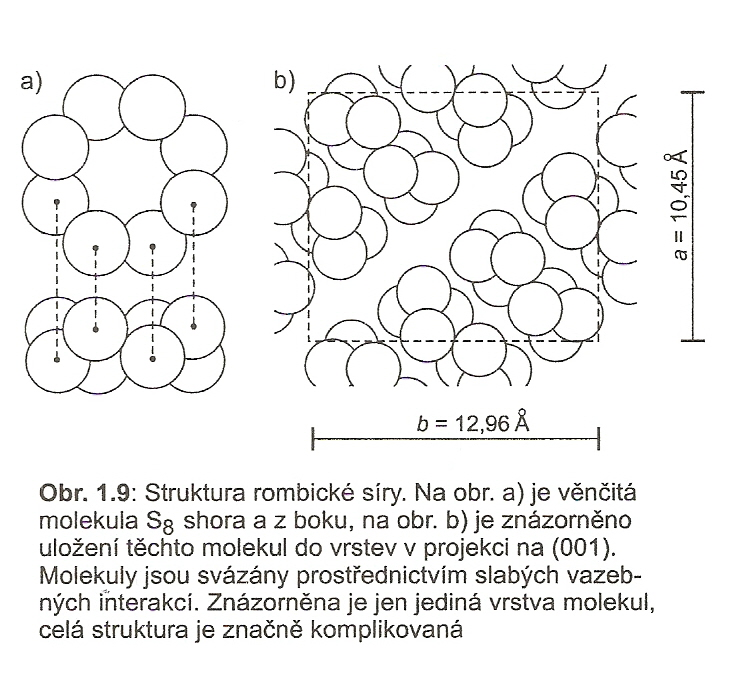 a)
b)
a = 10,45 Å
b = 12,96 Å
Obr. 1.9: Struktura rombické síry. Na obr. a) je věnčitá
molekula S8 shora a z boku, na obr. b) je znázorněno
uložení těchto molekul do vrstev v projekci na (001).
Molekuly jsou svázány prostřednictvím slabých vazeb-
ných interakcí. Znázorněna je jen jediná vrstva molekul,
celá struktura je značně komplikovaná